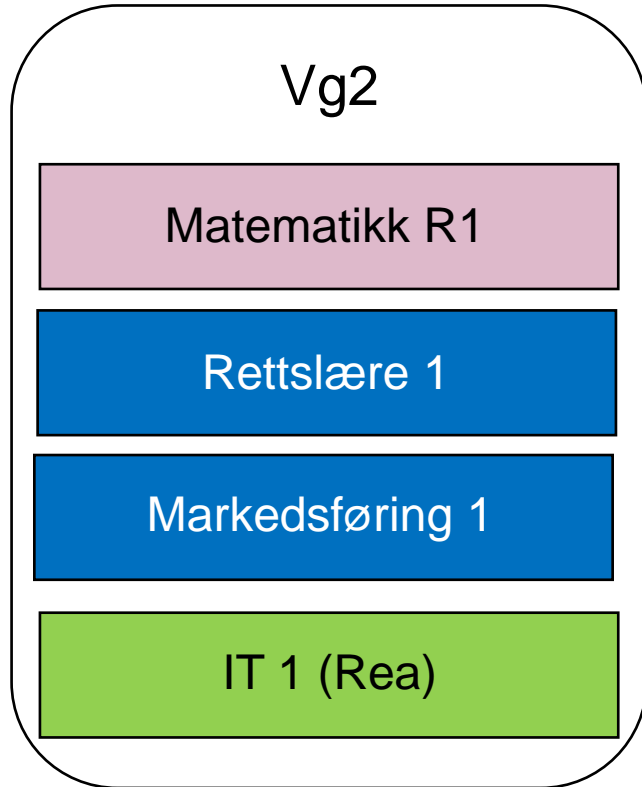 Vg2
Matematikk R1
Rettslære 1
Markedsføring 1
IT 1 (Rea)